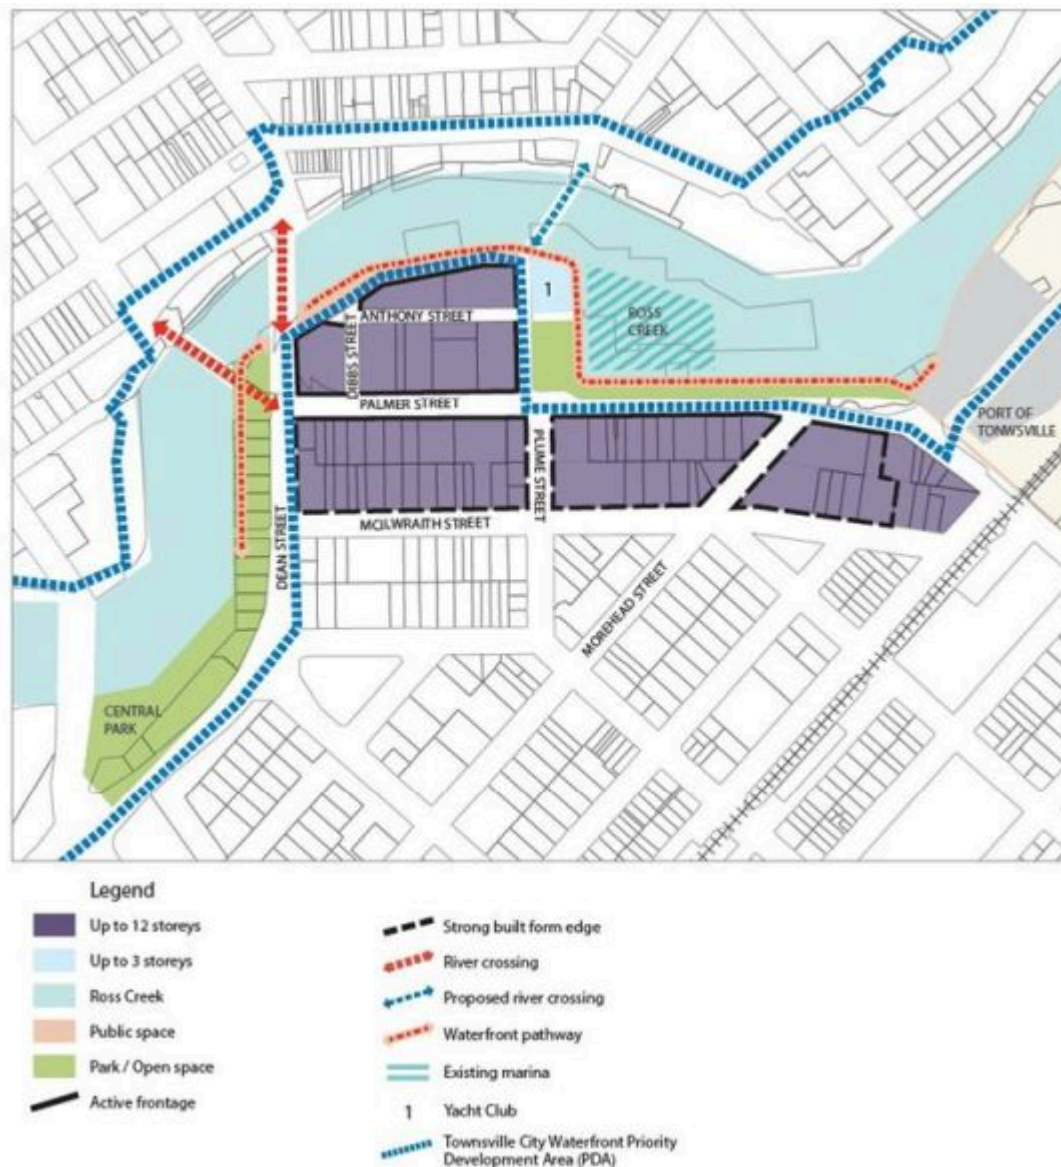 1
ROSS
CREEK
ANTHONY STREET
DIBBS STREET
PALMER STREET
PORT OF
TONWSVILLE
PLUME STREET
MCILWRAITH STREET
DEAN STREET
MOREHEAD STREET
CENTRAL
PARK
Legend
Up to 12 storeys
Up to 3 storeys
Ross Creek
Public space
Park / Open space
Active frontage
Strong built form edge
River crossing
Proposed river crossing
Waterfront pathway
Existing marina
1 Yacht Club
Townsville City Waterfront Priority
Development Area (PDA)